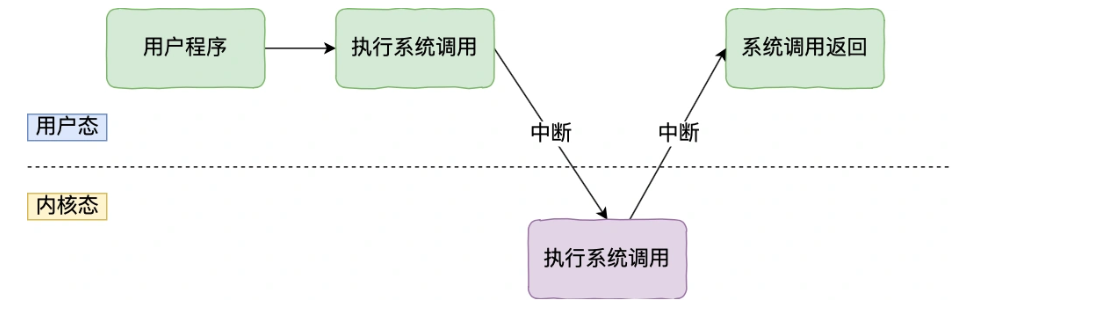 用户程序
执行系统调用
系统调用返回
用户态
中断
中断
内核态
执行系统调用